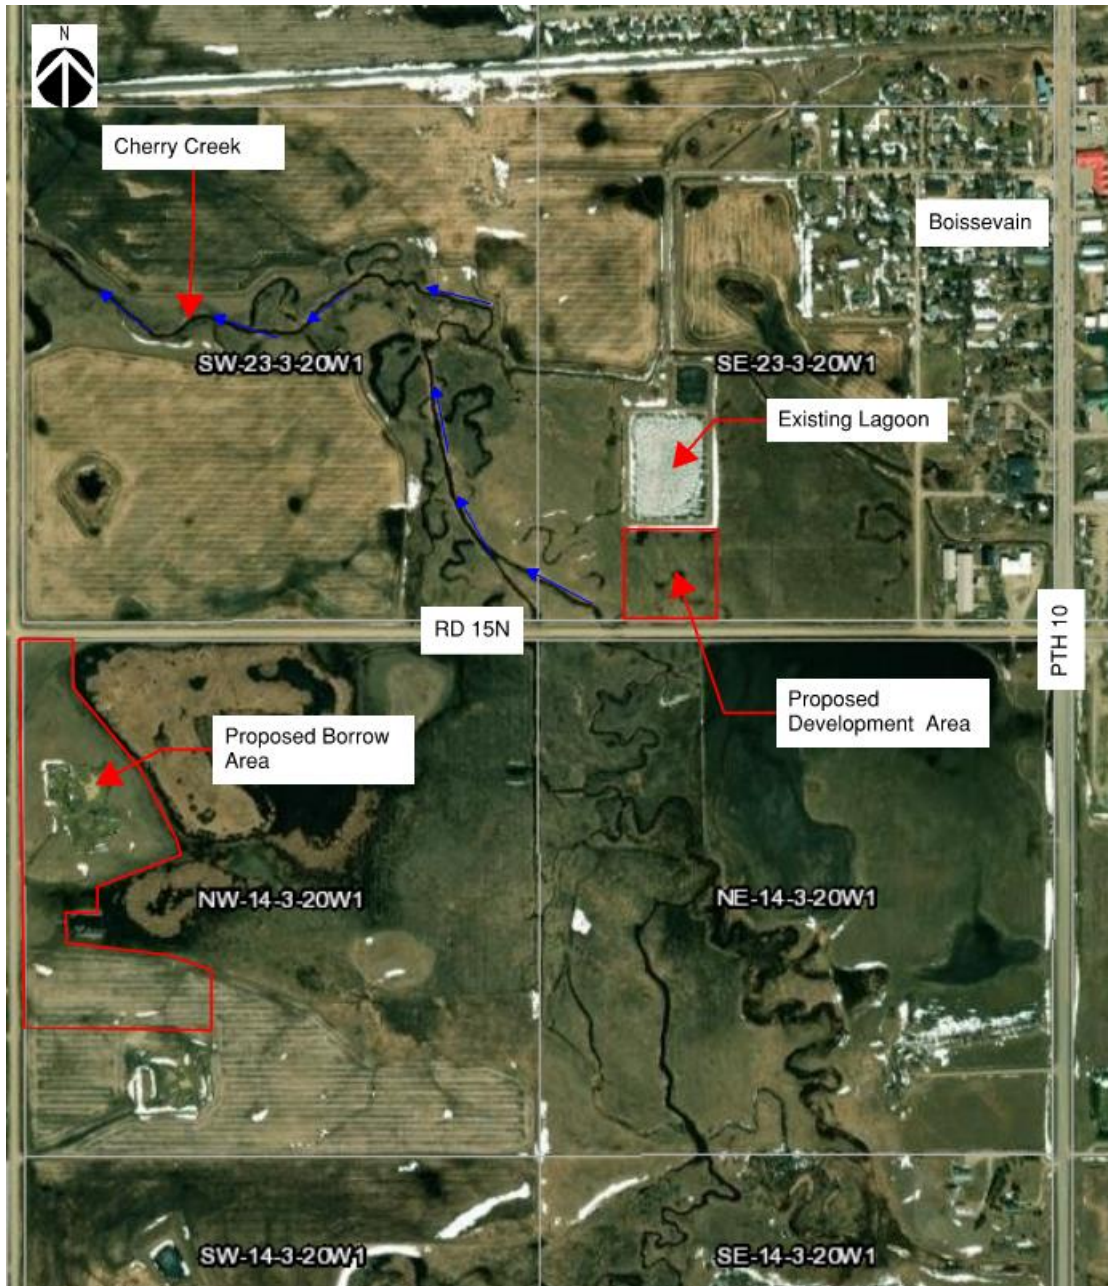 N
Cherry Creek
Boissevain
SW-23-3-20W1
SE-23-3-20W1
Existing Lagoon
RD 15N
PTH 10
Proposed
Development Area
Proposed Borrow
Area
NW-14-3-20W1
NE-14-3-20W1
SW-14-3-20W1
SE-14-3-20W1